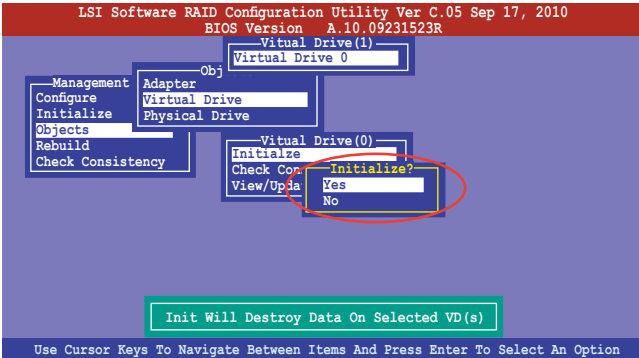 LSI Software RAID Configuration Utility Ver C.05 Sep 17, 2010
BIOS Version A.10.09231523R
Vitual Drive(1)
Virtual Drive 0
Obj
Adapter
Virtual Drive
Physical Drive
Management
Configure
Initialize
Objects
Rebuild
Check Consistency
Vitual Drive(0)
Initialze
Check Con
View/Upda
Initialize?
Yes
No
Init Will Destroy Data On Selected VD(s)
Use Cursor Keys To Navigate Between Items And Press Enter To Select An Option